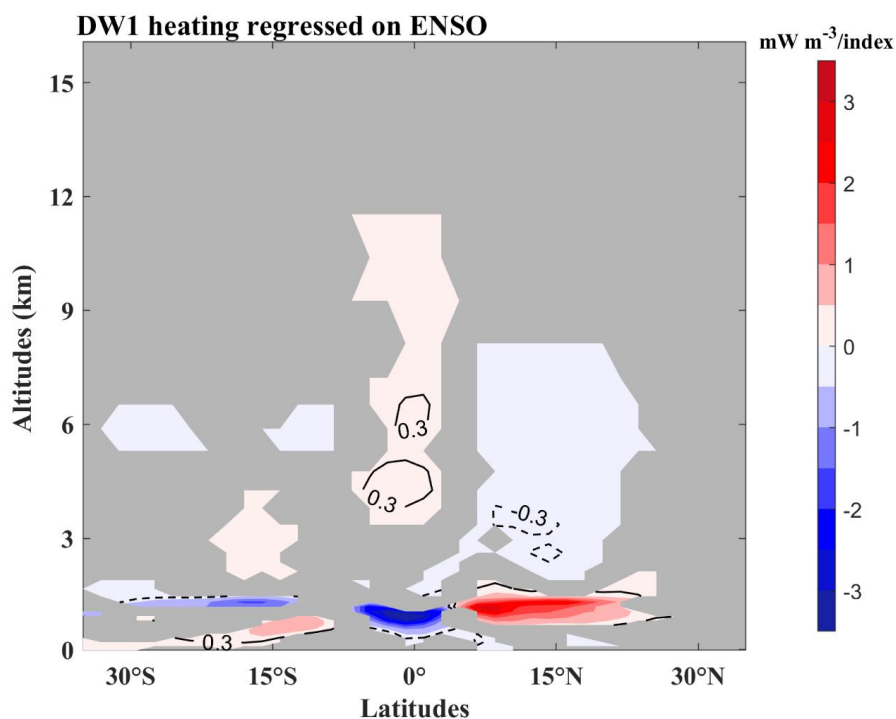 DW1 heating regressed on ENSO
mW m⁻³/index
15
12
9
6
3
0
Altitudes (km)
0.3
0.3
-0.3
0.3
30°S
15°S
0°
15°N
30°N
Latitudes
3
2
1
0
-1
-2
-3